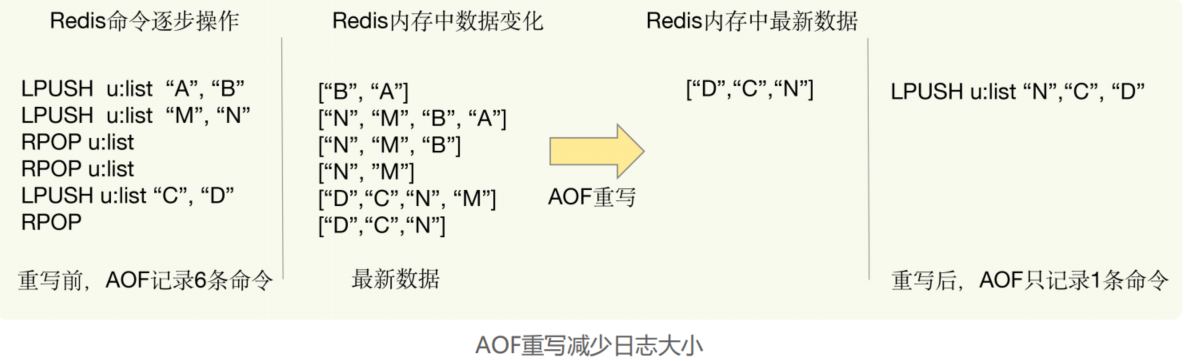 Redis命令逐步操作
LPUSH u:list “A”, “B”
LPUSH u:list “M”, “N”
RPOP u:list
RPOP u:list
LPUSH u:list “C”, “D”
RPOP
重写前，AOF记录6条命令
Redis内存中数据变化
[“B”, “A”]
[“N”, “M”, “B”, “A”]
[“N”, “M”, “B”]
[“N”, ”M”]
[“D”,“C”,“N”, “M”]
[“D”,“C”,“N”]
最新数据
AOF重写
Redis内存中最新数据
[“D”,“C”,“N”]
LPUSH u:list “N”,“C”, “D”
重写后，AOF只记录1条命令
AOF重写减少日志大小